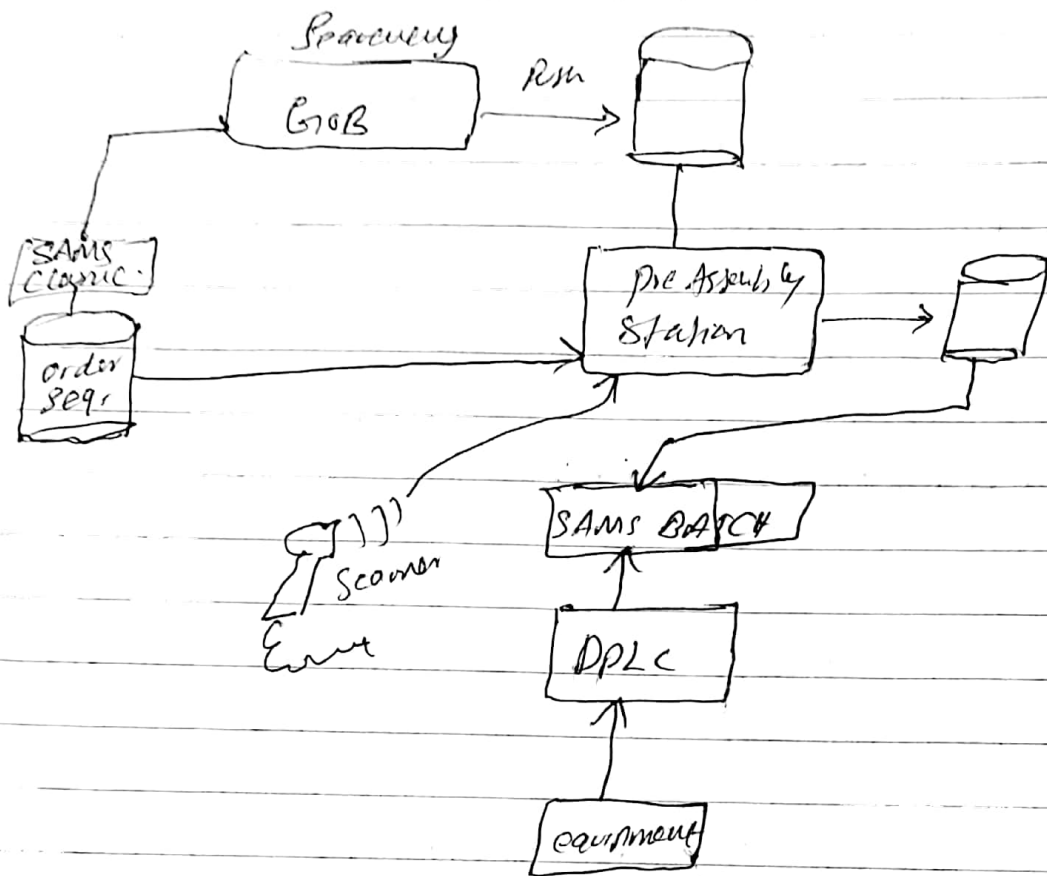 GOB
SAMS
Classic
order
seq.
Pre Assembly
Station
Scanner
SAMS BATCH
DPLC
equipment